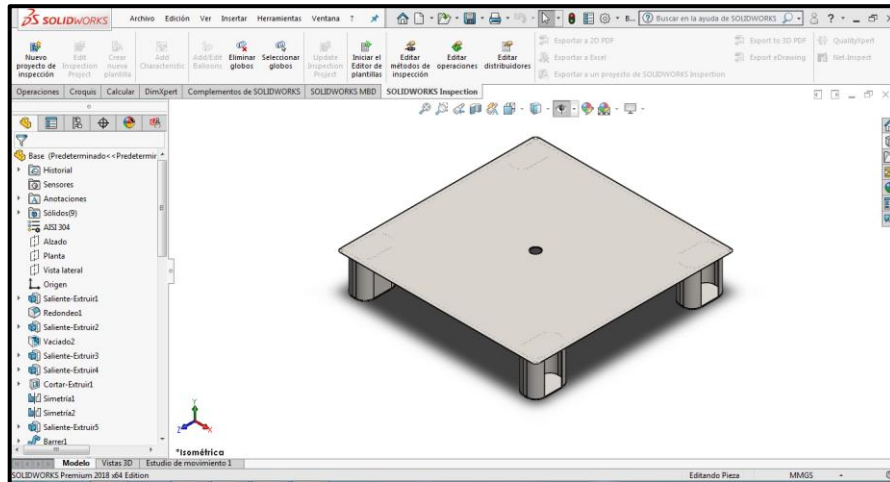 SOLIDWORKS Archivo Edición Ver Insertar Herramientas Ventana ? B... Buscar en la ayuda de SOLIDWORKS ?
Nuevo proyecto de inspección
Edit Inspection Project
Crear nueva plantilla
Add Characteristic
Add/Edit Balloons
Eliminar globos
Seleccionar globos
Update Inspection Project
Iniciar el Editor de plantillas
Editar métodos de inspección
Editar operaciones
Editar distribuidores
Exportar a 2D PDF
Exportar a Excel
Exportar a un proyecto de SOLIDWORKS Inspection
Export to 3D PDF
Export eDrawing
QualityXpert
Net-Inspect
Operaciones Croquis Calcular DimXpert Complementos de SOLIDWORKS SOLIDWORKS MBD SOLIDWORKS Inspection
Base (Predeterminado<<Predetermir
Historial
Sensores
Anotaciones
Sólidos(9)
AISI 304
Alzado
Planta
Vista lateral
Origen
Saliente-Extruir1
Redondeo1
Saliente-Extruir2
Vaciado2
Saliente-Extruir3
Saliente-Extruir4
Cortar-Extruir1
Simetría1
Simetría2
Saliente-Extruir5
Barrer1
Y
Z
X
*Isométrica
Modelo Vistas 3D Estudio de movimiento 1
SOLIDWORKS Premium 2018 x64 Edition Editando Pieza MMGS -